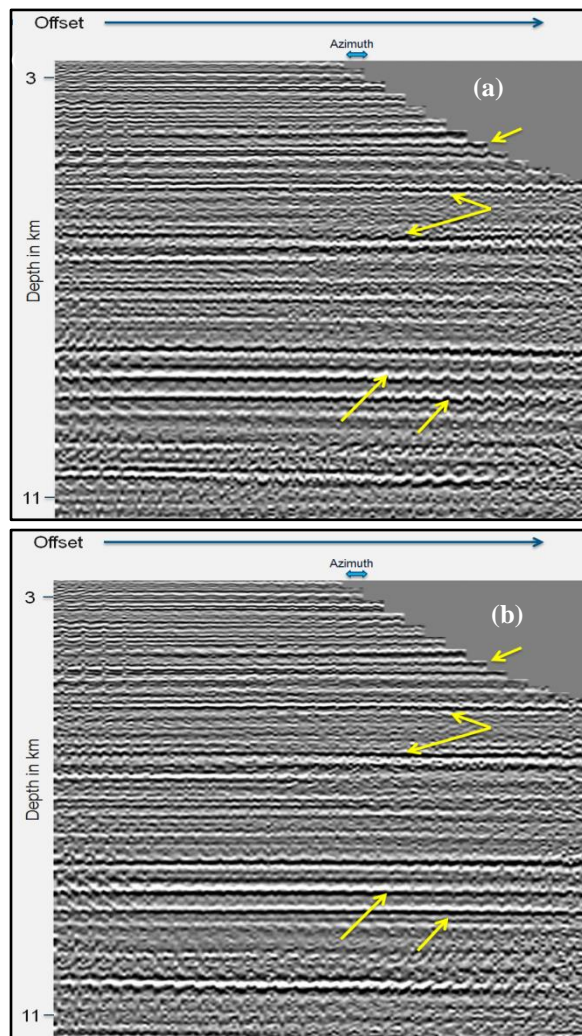 Offset
Azimuth
(a)
3
Depth in km
11
Offset
Azimuth
(b)
3
Depth in km
11